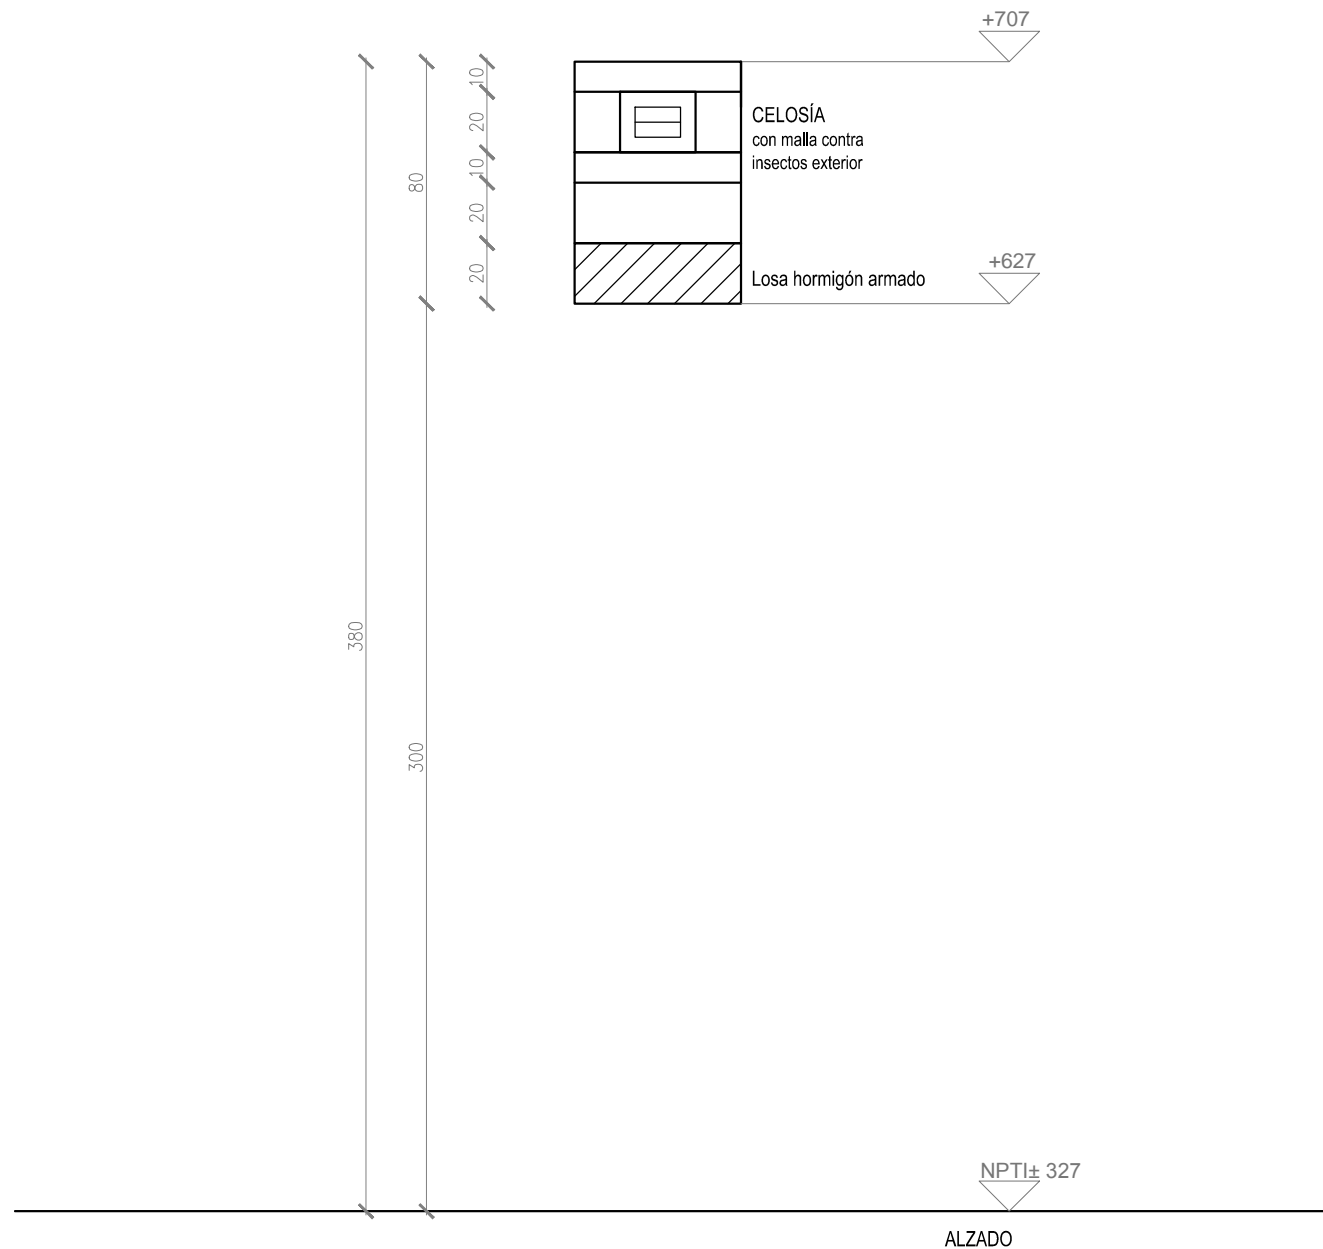 +707
10
20
10
20
20
80
380
300
CELOSÍA
con malla contra
insectos exterior
Losa hormigón armado
+627
NPTI± 327
ALZADO